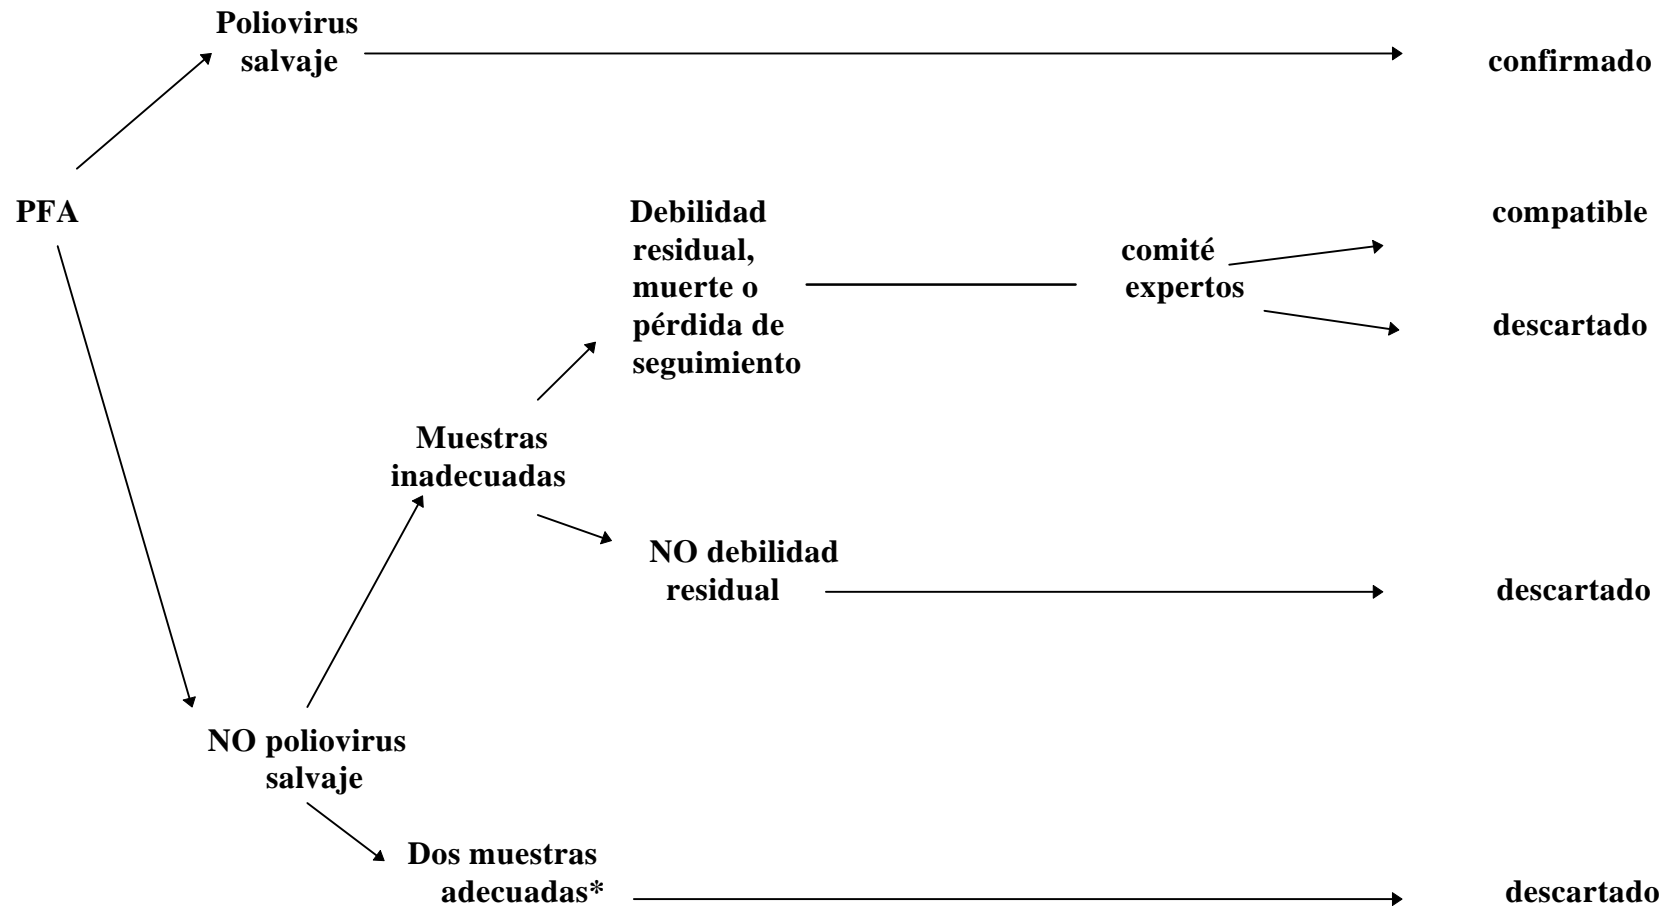 Poliovirus
salvaje
confirmado
PFA
Debilidad
residual,
muerte o
pérdida de
seguimiento
comité
expertos
compatible
descartado
Muestras
inadecuadas
NO debilidad
residual
descartado
NO poliovirus
salvaje
Dos muestras
adecuadas*
descartado